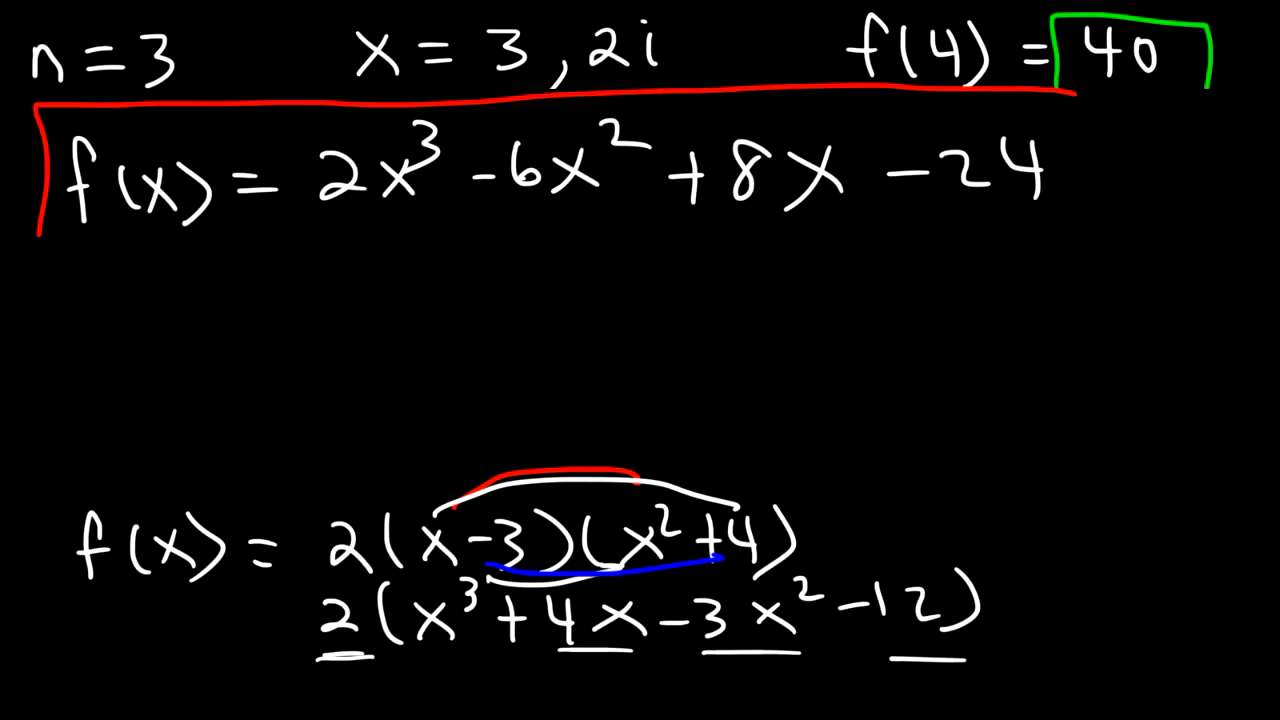 n = 3 x = 3, 2i f(4) = 40
f(x) = 2x³ - 6x² + 8x - 24
f(x) = 2(x - 3)(x² + 4)
2(x³ + 4x - 3x² - 12)